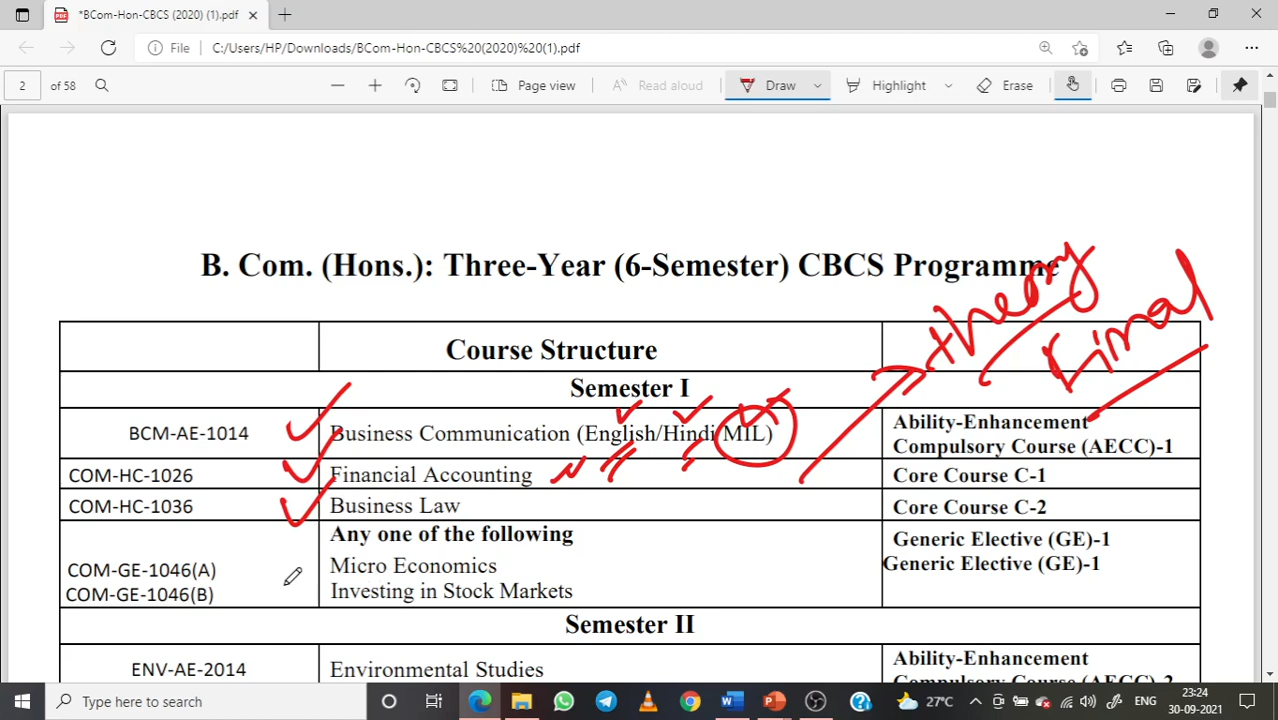 *BCom-Hon-CBCS (2020) (1).pdf
File C:/Users/HP/Downloads/BCom-Hon-CBCS%20(2020)%20(1).pdf
2 of 58 Page view Read aloud Draw Highlight Erase
B. Com. (Hons.): Three-Year (6-Semester) CBCS Programme
theory
Final
Course Structure
Semester I
BCM-AE-1014 Business Communication (English/Hindi/MIL) Ability-Enhancement
Compulsory Course (AECC)-1
COM-HC-1026 Financial Accounting Core Course C-1
COM-HC-1036 Business Law Core Course C-2
Any one of the following Generic Elective (GE)-1
COM-GE-1046(A) Micro Economics Generic Elective (GE)-1
COM-GE-1046(B) Investing in Stock Markets
Semester II
ENV-AE-2014 Environmental Studies Ability-Enhancement
Compulsory Course (AECC)-2
Type here to search 27°C ENG 23:24
30-09-2021